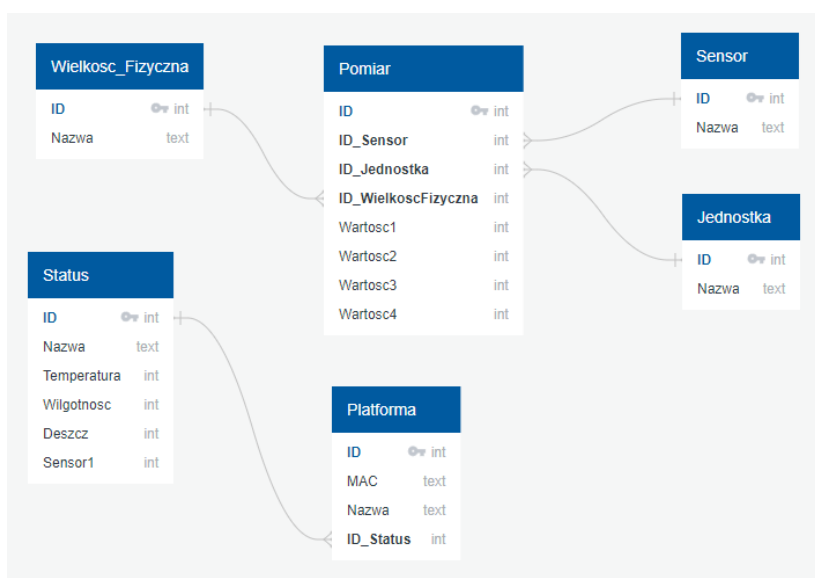 Wielkosc_Fizyczna
ID int
Nazwa text
Pomiar
ID int
ID_Sensor int
ID_Jednostka int
ID_WielkoscFizyczna int
Wartosc1 int
Wartosc2 int
Wartosc3 int
Wartosc4 int
Sensor
ID int
Nazwa text
Jednostka
ID int
Nazwa text
Status
ID int
Nazwa text
Temperatura int
Wilgotnosc int
Deszcz int
Sensor1 int
Platforma
ID int
MAC text
Nazwa text
ID_Status int